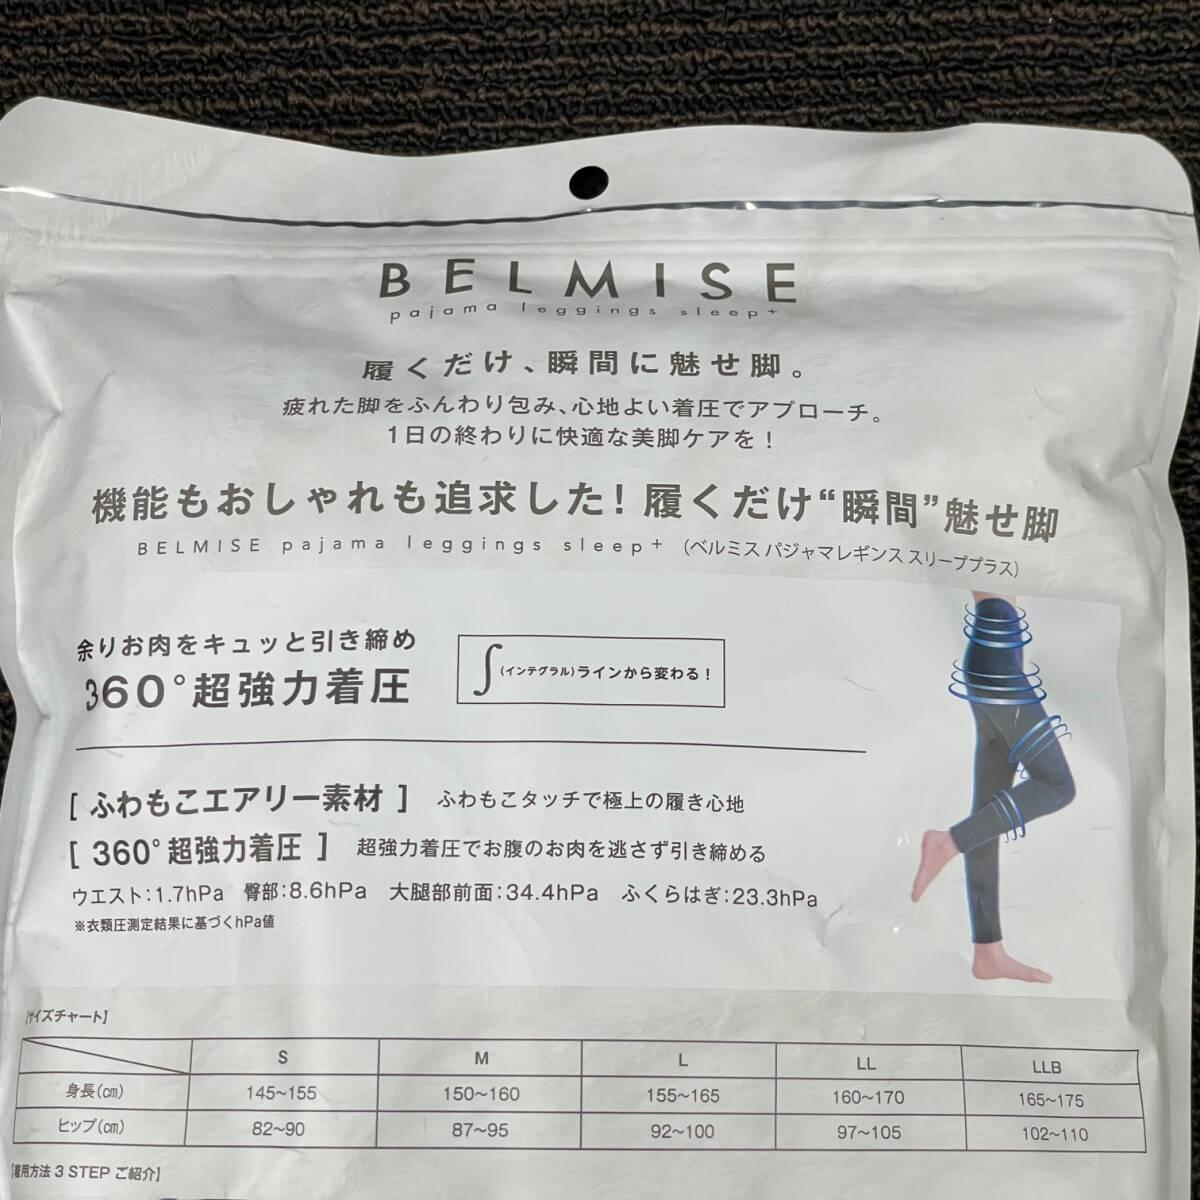 BELMISE
pajama leggings sleep+
履くだけ、瞬間に魅せ脚。
疲れた脚をふんわり包み、心地よい着圧でアプローチ。
1日の終わりに快適な美脚ケアを！
機能もおしゃれも追求した！履くだけ“瞬間”魅せ脚
BELMISE pajama leggings sleep+（ベルミス パジャマレギンス スリーププラス）
余りお肉をキュッと引き締め
360°超強力着圧
∫(インテグラル)ラインから変わる！
[ ふわもこエアリー素材 ] ふわもこタッチで極上の履き心地
[ 360°超強力着圧 ] 超強力着圧でお腹のお肉を逃さず引き締める
ウエスト：1.7hPa 臀部：8.6hPa 大腿部前面：34.4hPa ふくらはぎ：23.3hPa
※衣類圧測定結果に基づくhPa値
[サイズチャート]
S M L LL LLB
身長(cm) 145~155 150~160 155~165 160~170 165~175
ヒップ(cm) 82~90 87~95 92~100 97~105 102~110
[着用方法 3 STEP ご紹介]